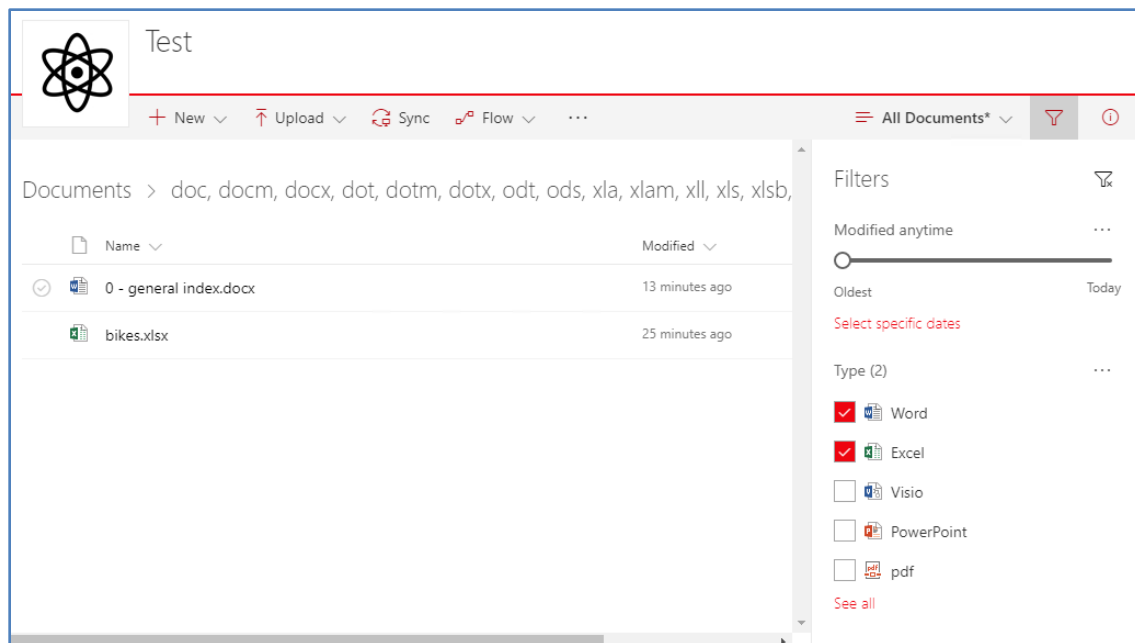 Test
New Upload Sync Flow ... All Documents*
Documents > doc, docm, docx, dot, dotm, dotx, odt, ods, xla, xlam, xll, xls, xlsb,
Name Modified
0 - general index.docx 13 minutes ago
bikes.xlsx 25 minutes ago
Filters
Modified anytime ...
Oldest Today
Select specific dates
Type (2) ...
Word
Excel
Visio
PowerPoint
pdf
See all